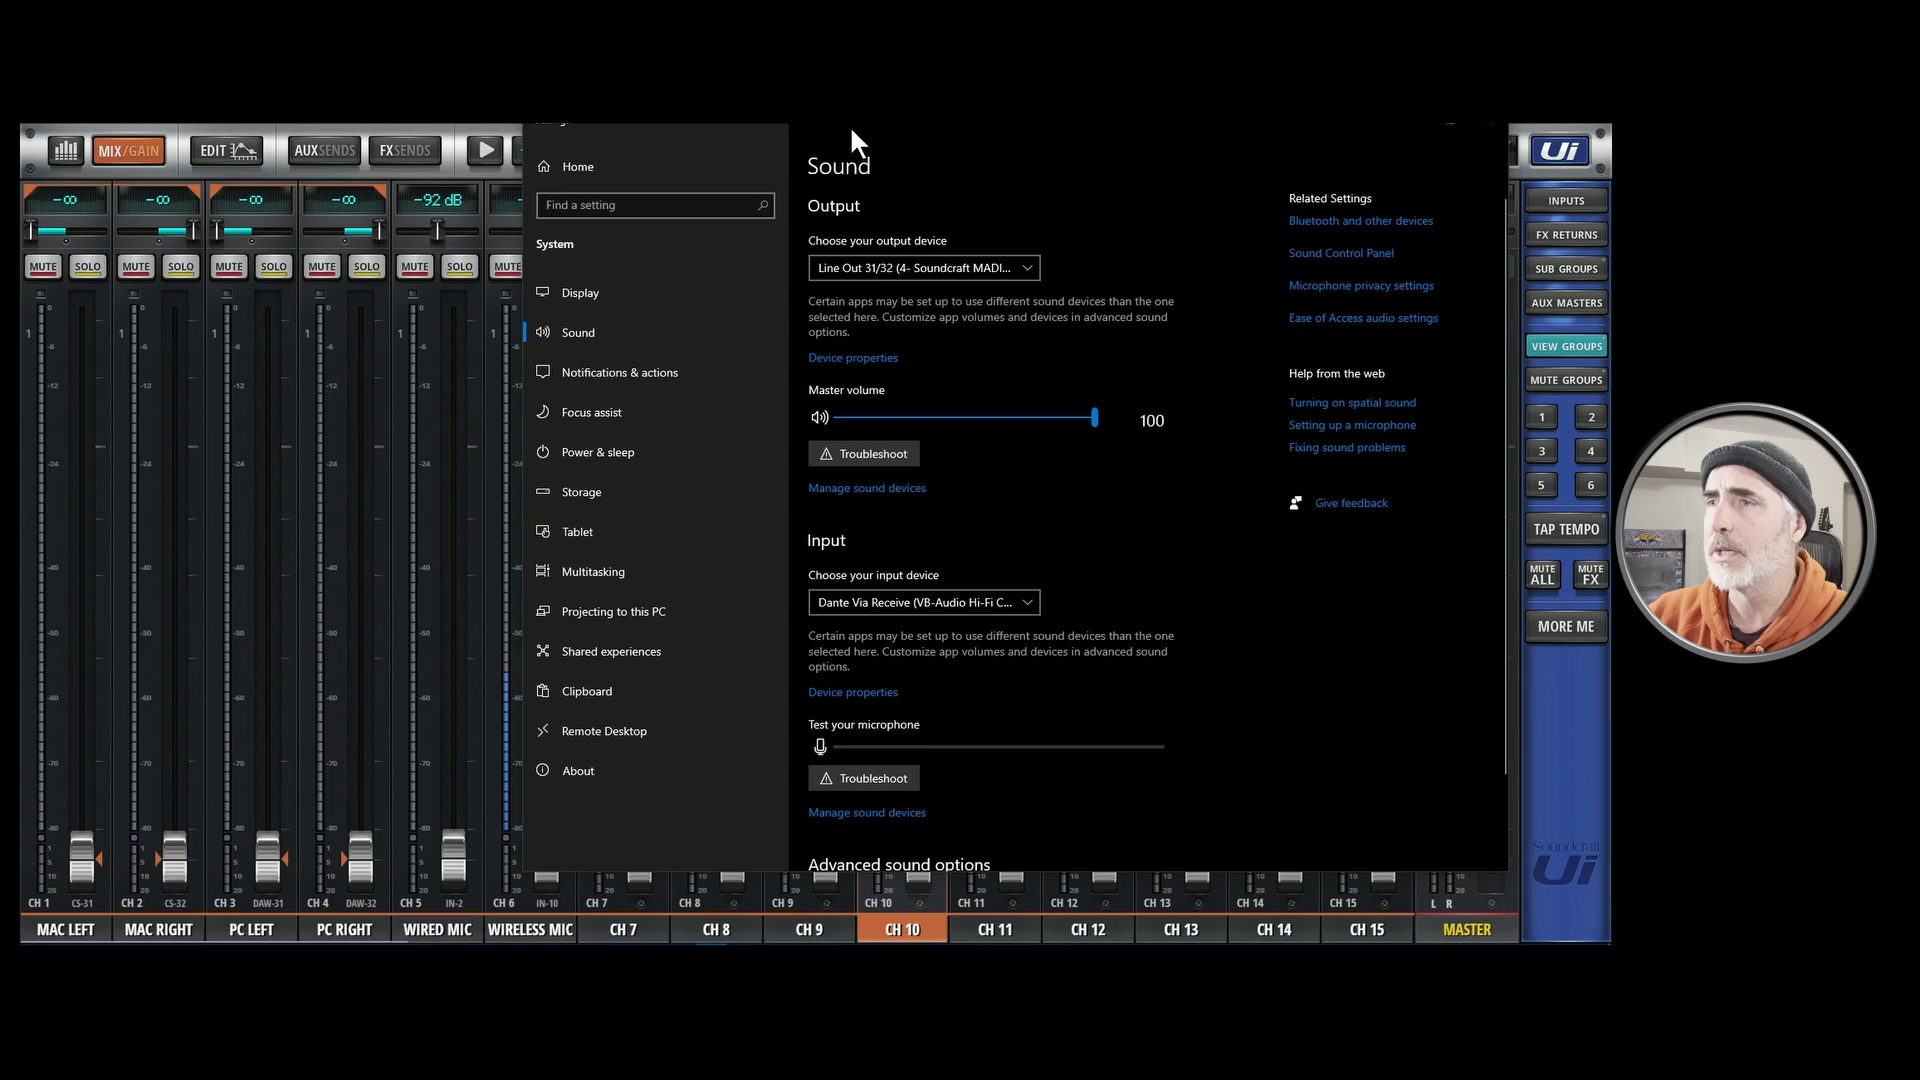 MIX/GAIN
EDIT
AUXSENDS
FXSENDS
Ui
-∞
-∞
-∞
-∞
-92 dB
MUTE SOLO MUTE SOLO MUTE SOLO MUTE SOLO MUTE SOLO MUTE
Home
Find a setting
System
Display
Sound
Notifications & actions
Focus assist
Power & sleep
Storage
Tablet
Multitasking
Projecting to this PC
Shared experiences
Clipboard
Remote Desktop
About
Sound
Output
Choose your output device
Line Out 31/32 (4- Soundcraft MADI...
Certain apps may be set up to use different sound devices than the one
selected here. Customize app volumes and devices in advanced sound
options.
Device properties
Master volume
100
Troubleshoot
Manage sound devices
Input
Choose your input device
Dante Via Receive (VB-Audio Hi-Fi C...
Certain apps may be set up to use different sound devices than the one
selected here. Customize app volumes and devices in advanced sound
options.
Device properties
Test your microphone
Troubleshoot
Manage sound devices
Advanced sound options
Related Settings
Bluetooth and other devices
Sound Control Panel
Microphone privacy settings
Ease of Access audio settings
Help from the web
Turning on spatial sound
Setting up a microphone
Fixing sound problems
Give feedback
INPUTS
FX RETURNS
SUB GROUPS
AUX MASTERS
VIEW GROUPS
MUTE GROUPS
1 2
3 4
5 6
TAP TEMPO
MUTE ALL
MUTE FX
MORE ME
Soundcraft
Ui
CH 1 CS-31 CH 2 CS-32 CH 3 DAW-31 CH 4 DAW-32 CH 5 IN-2 CH 6 IN-10 CH 7 CH 8 CH 9 CH 10 CH 11 CH 12 CH 13 CH 14 CH 15 L R
MAC LEFT MAC RIGHT PC LEFT PC RIGHT WIRED MIC WIRELESS MIC CH 7 CH 8 CH 9 CH 10 CH 11 CH 12 CH 13 CH 14 CH 15 MASTER